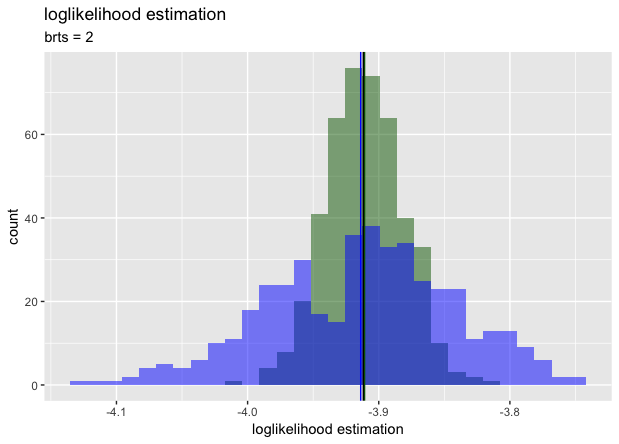 loglikelihood estimation
brts = 2
count
60
40
20
0
-4.1
-4.0
-3.9
-3.8
loglikelihood estimation